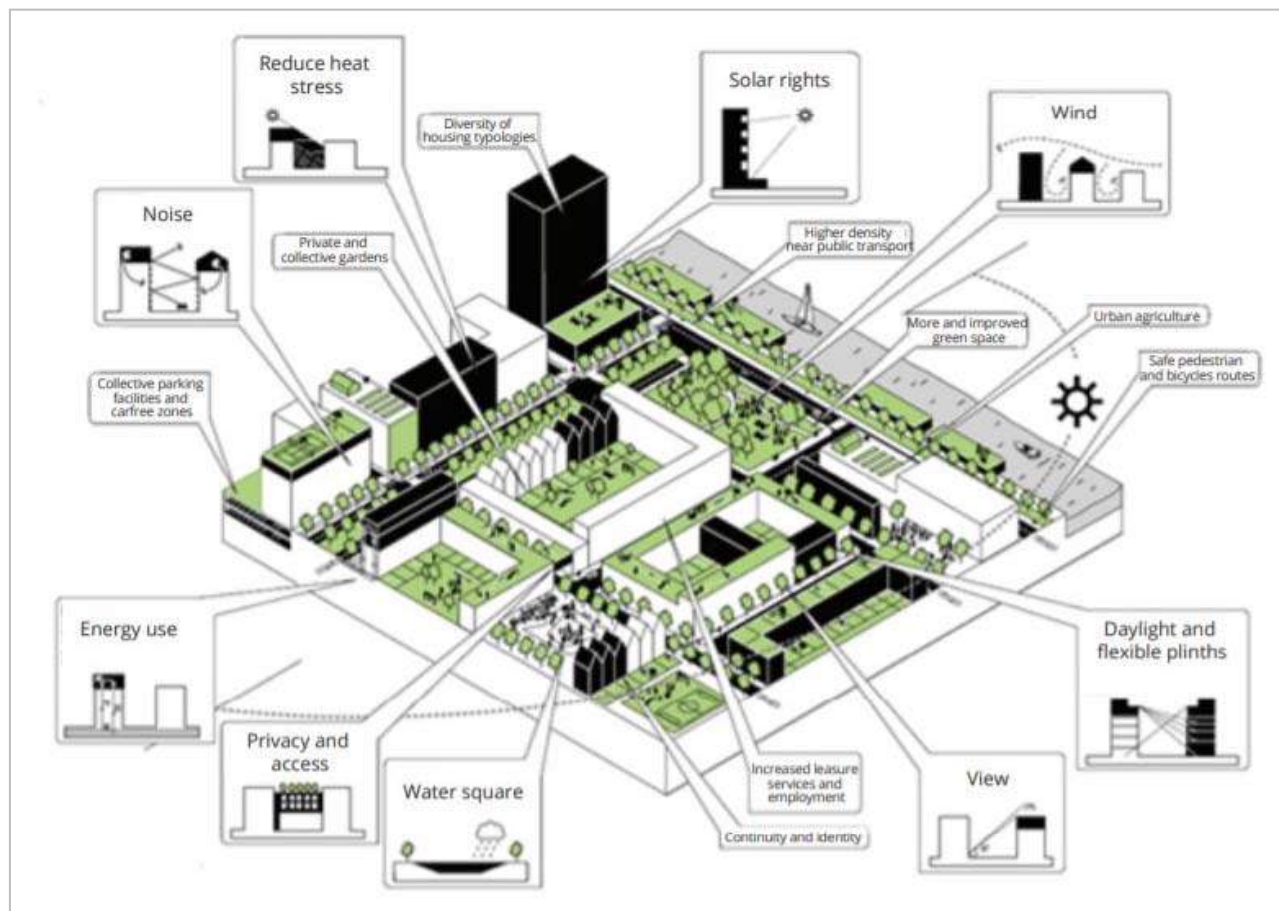 Reduce heat
stress
Solar rights
Wind
Diversity of
housing typologies
Noise
Private and
collective gardens
Higher density
near public transport
More and improved
green space
Urban agriculture
Safe pedestrian
and bicycles routes
Collective parking
facilities and
carfree zones
Energy use
Daylight and
flexible plinths
Privacy and
access
Water square
Increased leasure
services and
employment
View
Continuity and identity